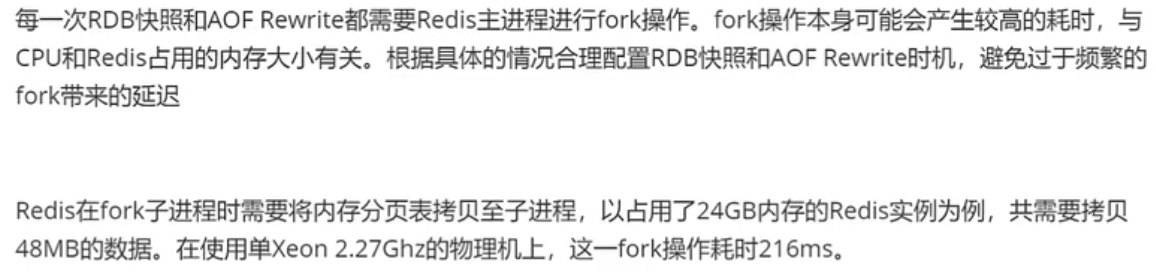 每一次RDB快照和AOF Rewrite都需要Redis主进程进行fork操作。fork操作本身可能会产生较高的耗时，与
CPU和Redis占用的内存大小有关。根据具体的情况合理配置RDB快照和AOF Rewrite时机，避免过于频繁的
fork带来的延迟
Redis在fork子进程时需要将内存分页表拷贝至子进程，以占用了24GB内存的Redis实例为例，共需要拷贝
48MB的数据。在使用单Xeon 2.27Ghz的物理机上，这一fork操作耗时216ms。